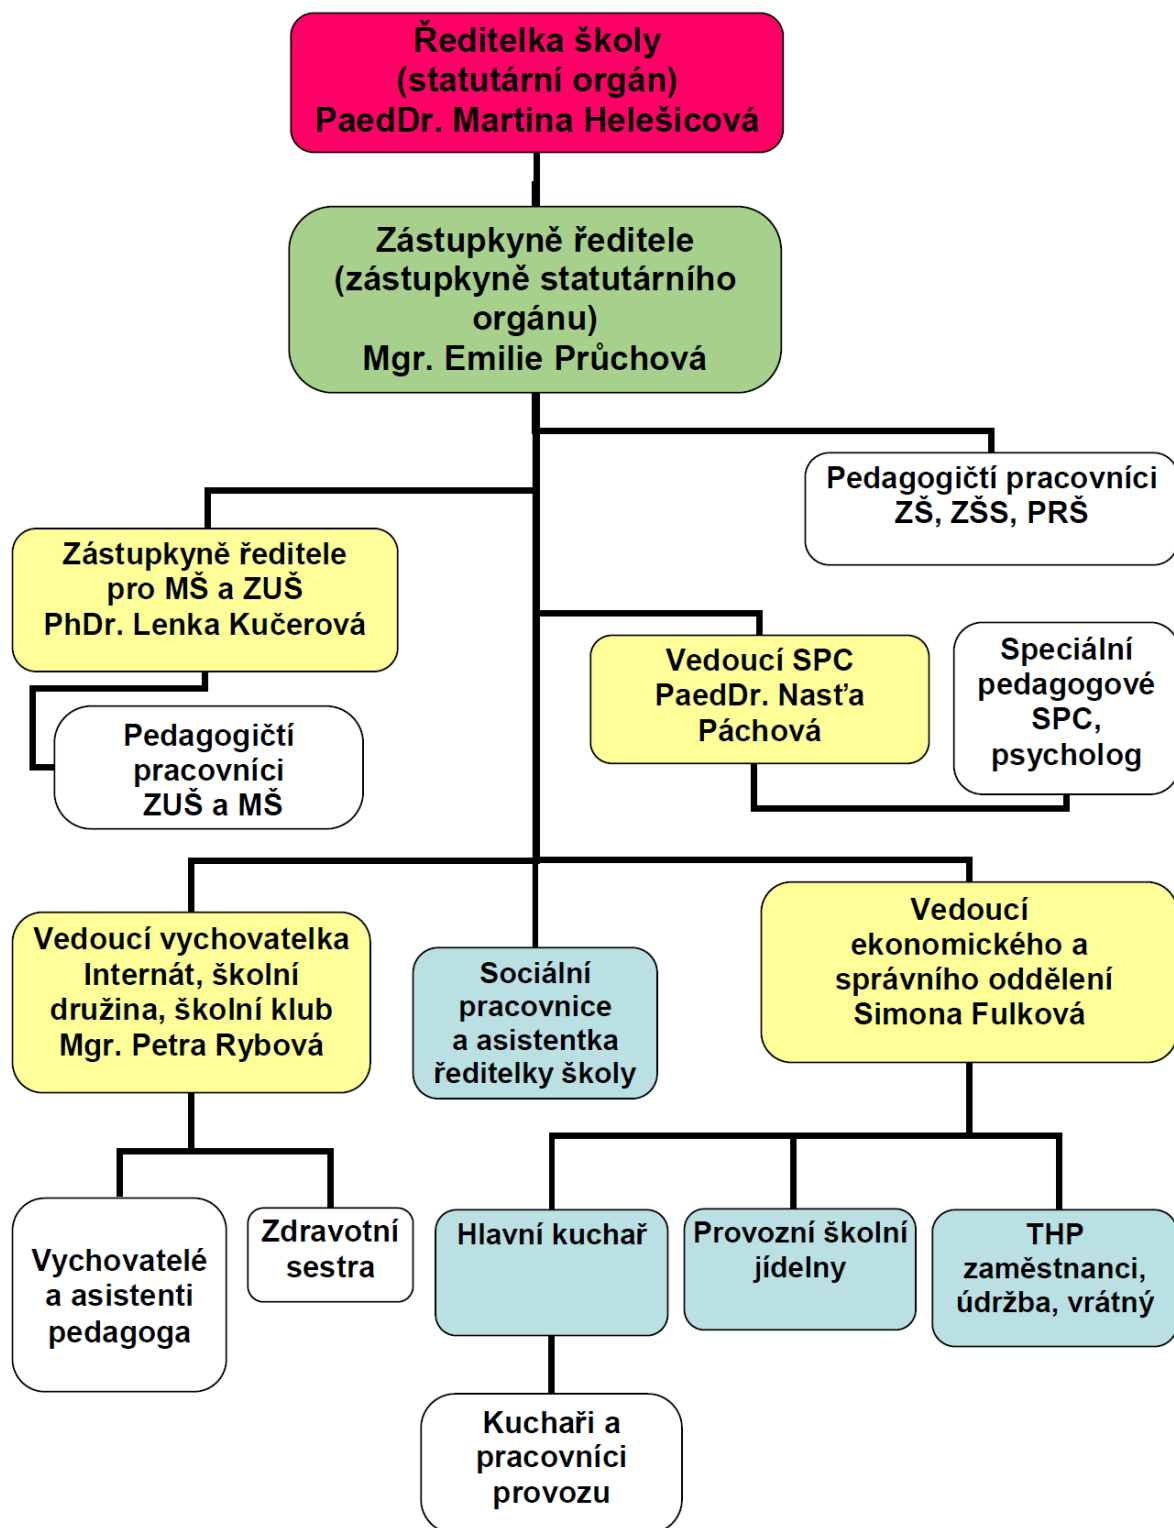 Ředitelka školy
(statutární orgán)
PaedDr. Martina Helešicová
Zástupkyně ředitele
(zástupkyně statutárního
orgánu)
Mgr. Emilie Průchová
Pedagogičtí pracovníci
ZŠ, ZŠS, PRŠ
Zástupkyně ředitele
pro MŠ a ZUŠ
PhDr. Lenka Kučerová
Pedagogičtí
pracovníci
ZUŠ a MŠ
Vedoucí SPC
PaedDr. Nasťa
Páchová
Speciální
pedagogové
SPC,
psycholog
Vedoucí vychovatelka
Internát, školní
družina, školní klub
Mgr. Petra Rybová
Sociální
pracovnice
a asistentka
ředitelky školy
Vedoucí
ekonomického a
správního oddělení
Simona Fulková
Vychovatelé
a asistenti
pedagoga
Zdravotní
sestra
Hlavní kuchař
Provozní školní
jídelny
THP
zaměstnanci,
údržba, vrátný
Kuchaři a
pracovníci
provozu